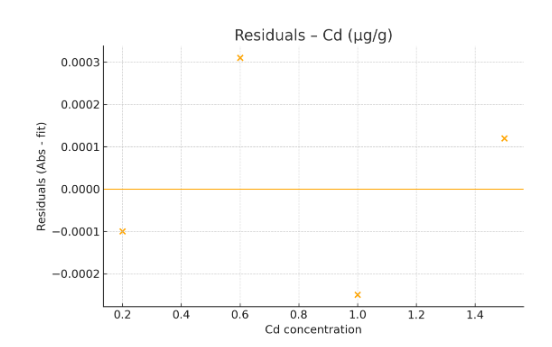 Residuals – Cd (µg/g)
0.0003
0.0002
0.0001
0.0000
−0.0001
−0.0002
Residuals (Abs - fit)
0.2 0.4 0.6 0.8 1.0 1.2 1.4
Cd concentration